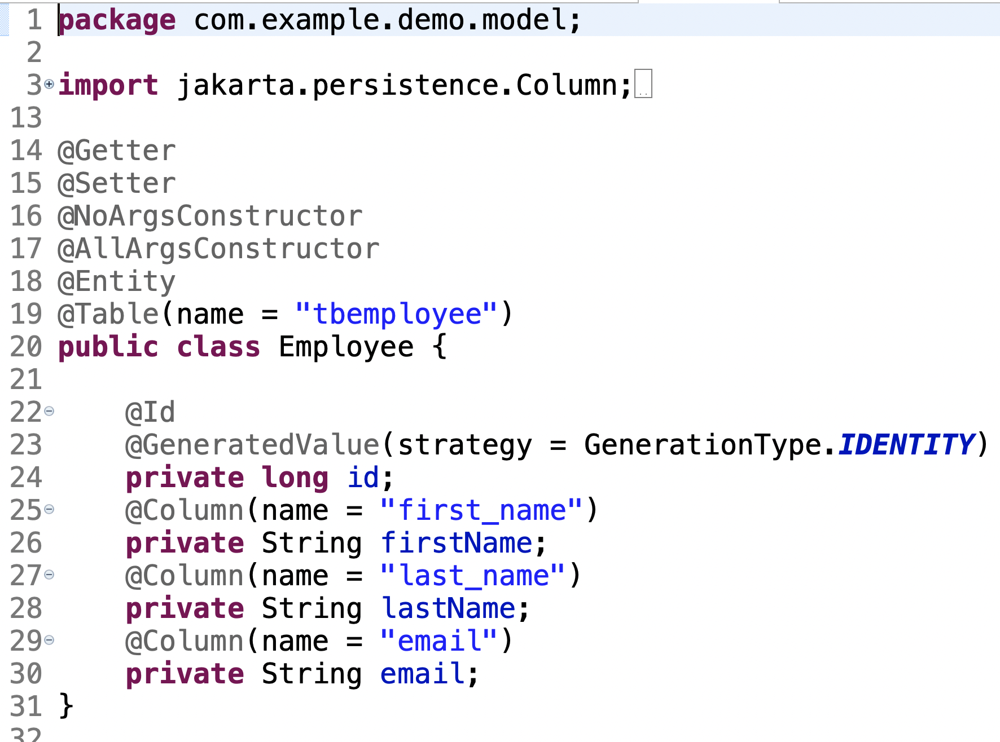 1 package com.example.demo.model;
2
3 import jakarta.persistence.Column;
13
14 @Getter
15 @Setter
16 @NoArgsConstructor
17 @AllArgsConstructor
18 @Entity
19 @Table(name = "tbemployee")
20 public class Employee {
21
22 @Id
23 @GeneratedValue(strategy = GenerationType.IDENTITY)
24 private long id;
25 @Column(name = "first_name")
26 private String firstName;
27 @Column(name = "last_name")
28 private String lastName;
29 @Column(name = "email")
30 private String email;
31 }
32